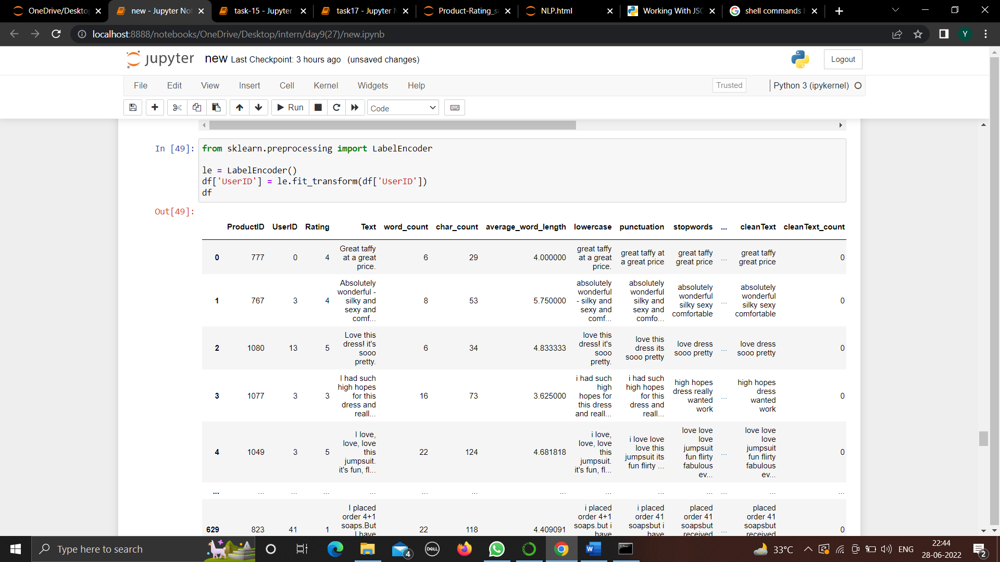 OneDrive/Deskto
new - Jupyter Not
task-15 - Jupyter
task17 - Jupyter N
Product-Rating_s
NLP.html
Working With JSO
shell commands
localhost:8888/notebooks/OneDrive/Desktop/intern/day9(27)/new.ipynb
Y
jupyter new Last Checkpoint: 3 hours ago (unsaved changes)
Logout
File Edit View Insert Cell Kernel Widgets Help
Trusted
Python 3 (ipykernel)
Run
Code
In [49]:
from sklearn.preprocessing import LabelEncoder
le = LabelEncoder()
df['UserID'] = le.fit_transform(df['UserID'])
df
Out[49]:
ProductID UserID Rating Text word_count char_count average_word_length lowercase punctuation stopwords ... cleanText cleanText_count
0 777 0 4 Great taffy at a great price. 6 29 4.000000 great taffy at a great price. great taffy at a great price great taffy great price ... great taffy great price 0
1 767 3 4 Absolutely wonderful - silky and sexy and comf... 8 53 5.750000 absolutely wonderful - silky and sexy and comf... absolutely wonderful silky and sexy and comfo... absolutely wonderful silky sexy comfortable ... absolutely wonderful silky sexy comfortable 0
2 1080 13 5 Love this dress! it's sooo pretty. 6 34 4.833333 love this dress! it's sooo pretty. love this dress its sooo pretty love dress sooo pretty ... love dress sooo pretty 0
3 1077 3 3 I had such high hopes for this dress and reall... 16 73 3.625000 i had such high hopes for this dress and reall... i had such high hopes for this dress and reall... high hopes dress really wanted work ... high hopes dress wanted work 0
4 1049 3 5 I love, love, love this jumpsuit. it's fun, fl... 22 124 4.681818 i love, love, love this jumpsuit. it's fun, fl... i love love love this jumpsuit its fun flirty ... love love love jumpsuit fun flirty fabulous ev... ... love love love jumpsuit fun flirty fabulous ev... 0
... ... ... ... ... ... ... ... ... ... ... ... ... ...
629 823 41 1 I placed order 4+1 soaps.But I have 22 118 4.409091 i placed order 4+1 soaps.but i have i placed order 41 soapsbut i have placed order 41 soapsbut received ... placed order 41 soapsbut received 0
Type here to search
4
DELL
33°C
ENG
22:44
28-06-2022
2